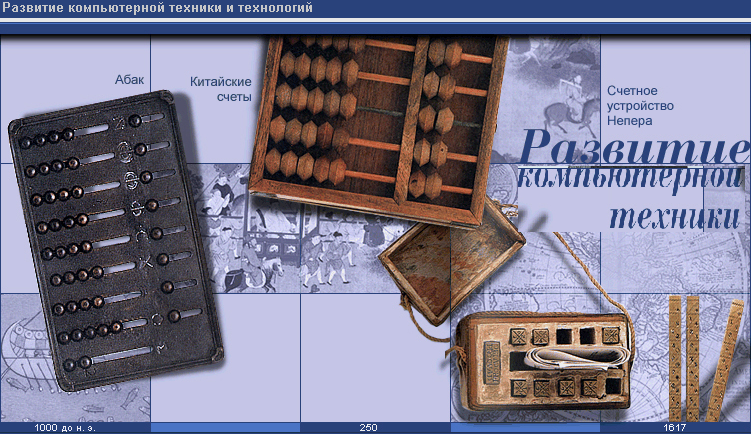 Развитие компьютерной техники и технологий
Абак
Китайские
счеты
Счетное
устройство
Непера
Развитие
компьютерной
техники
1000 до н. э.
250
1617